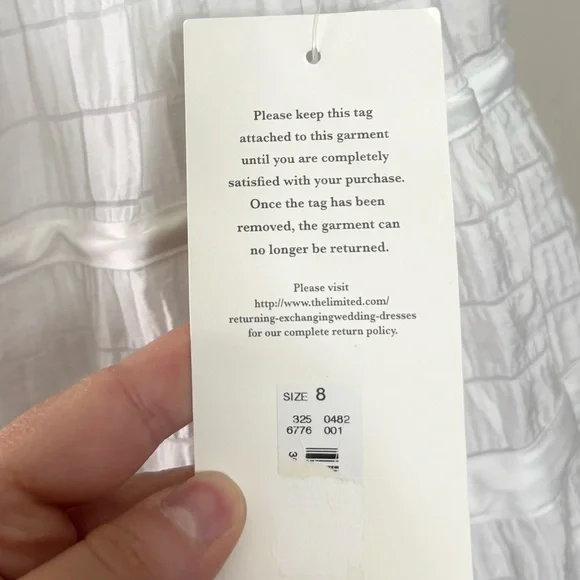 Please keep this tag
attached to this garment
until you are completely
satisfied with your purchase.
Once the tag has been
removed, the garment can
no longer be returned.
Please visit
http://www.thelimited.com/
returning-exchangingwedding-dresses
for our complete return policy.
SIZE 8
325 0482
6776 001
3